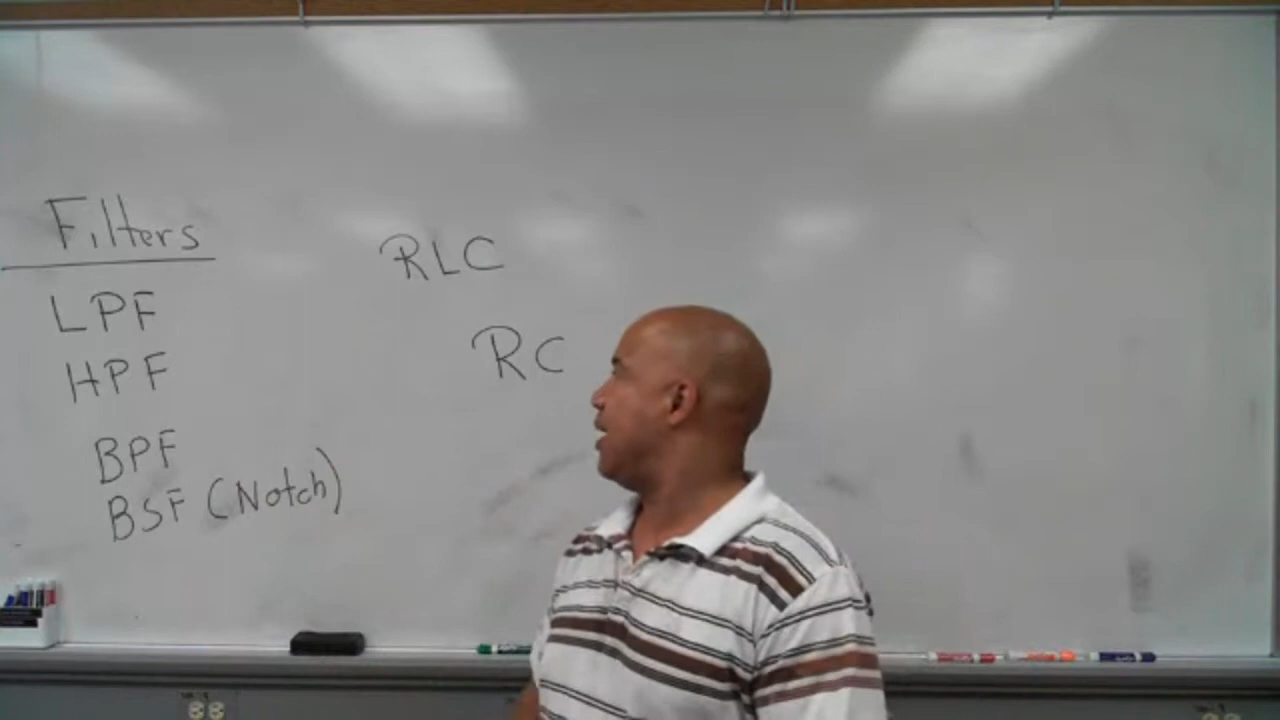 Filters
LPF
HPF
BPF
BSF (Notch)
RLC
RC